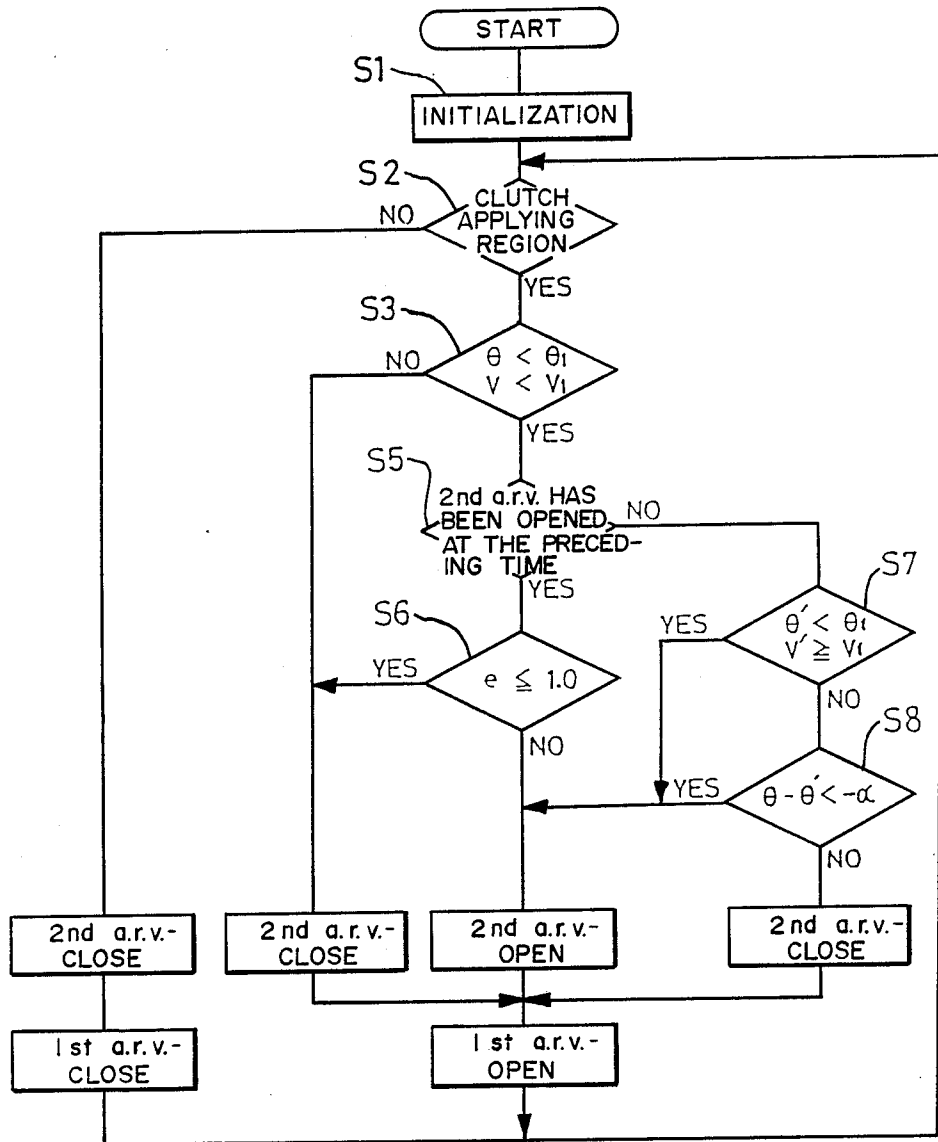 START
S1
INITIALIZATION
S2
CLUTCH
APPLYING
REGION
NO
YES
S3
θ < θ1
V < V1
NO
YES
S5
2nd a.r.v. HAS
BEEN OPENED
AT THE PRECED-
ING TIME
NO
YES
S7
θ' < θ1
V' ≧ V1
YES
NO
S6
e ≦ 1.0
YES
NO
S8
θ - θ' < -α
YES
NO
2nd a.r.v.-
CLOSE
2nd a.r.v.-
CLOSE
2nd a.r.v.-
OPEN
2nd a.r.v.-
CLOSE
1st a.r.v.-
CLOSE
1st a.r.v.-
OPEN